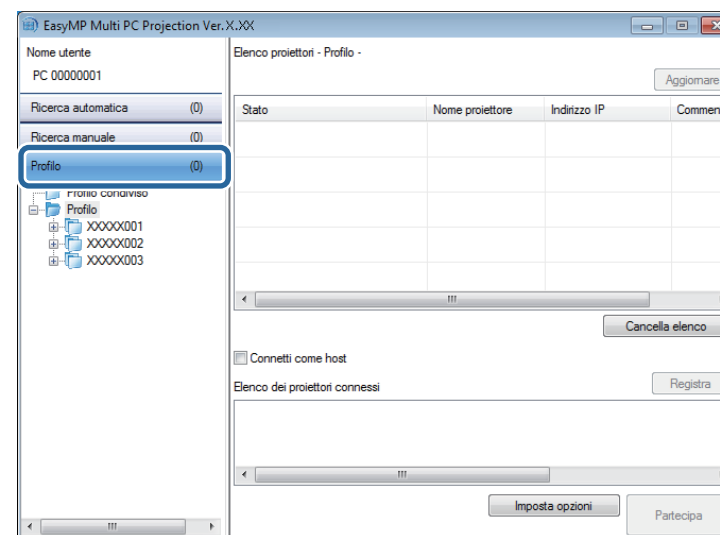 EasyMP Multi PC Projection Ver.X.XX
Nome utente
PC 00000001
Ricerca automatica (0)
Ricerca manuale (0)
Profilo (0)
Profilo condiviso
Profilo
XXXXX001
XXXXX002
XXXXX003
Elenco proiettori - Profilo -
Aggiornare
Stato Nome proiettore Indirizzo IP Commen
Cancella elenco
Connetti come host
Elenco dei proiettori connessi
Registra
Imposta opzioni
Partecipa